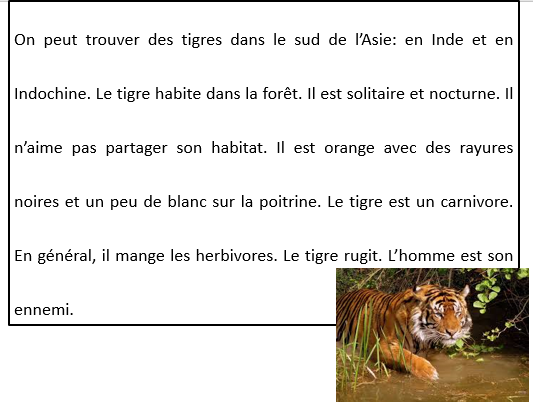 On peut trouver des tigres dans le sud de l’Asie: en Inde et en
Indochine. Le tigre habite dans la forêt. Il est solitaire et nocturne. Il
n’aime pas partager son habitat. Il est orange avec des rayures
noires et un peu de blanc sur la poitrine. Le tigre est un carnivore.
En général, il mange les herbivores. Le tigre rugit. L’homme est son
ennemi.